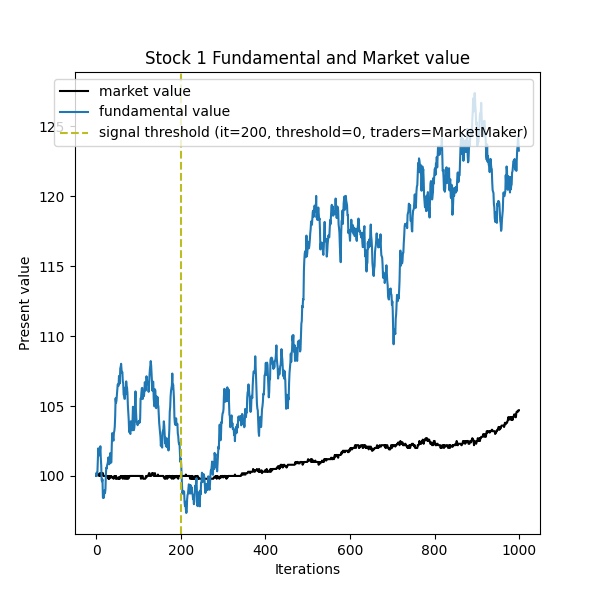 Stock 1 Fundamental and Market value
market value
fundamental value
signal threshold (it=200, threshold=0, traders=MarketMaker)
125
120
115
110
105
100
Present value
0 200 400 600 800 1000
Iterations